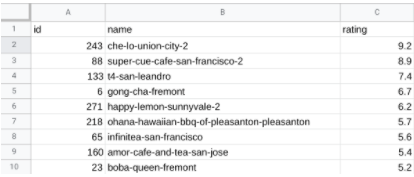 A B C
1 id name rating
2 243 che-lo-union-city-2 9.2
3 88 super-cue-cafe-san-francisco-2 8.9
4 133 t4-san-leandro 7.4
5 6 gong-cha-fremont 6.7
6 271 happy-lemon-sunnyvale-2 6.2
7 218 ohana-hawaiian-bbq-of-pleasanton-pleasanton 5.7
8 65 infinitea-san-francisco 5.6
9 160 amor-cafe-and-tea-san-jose 5.4
10 23 boba-queen-fremont 5.2